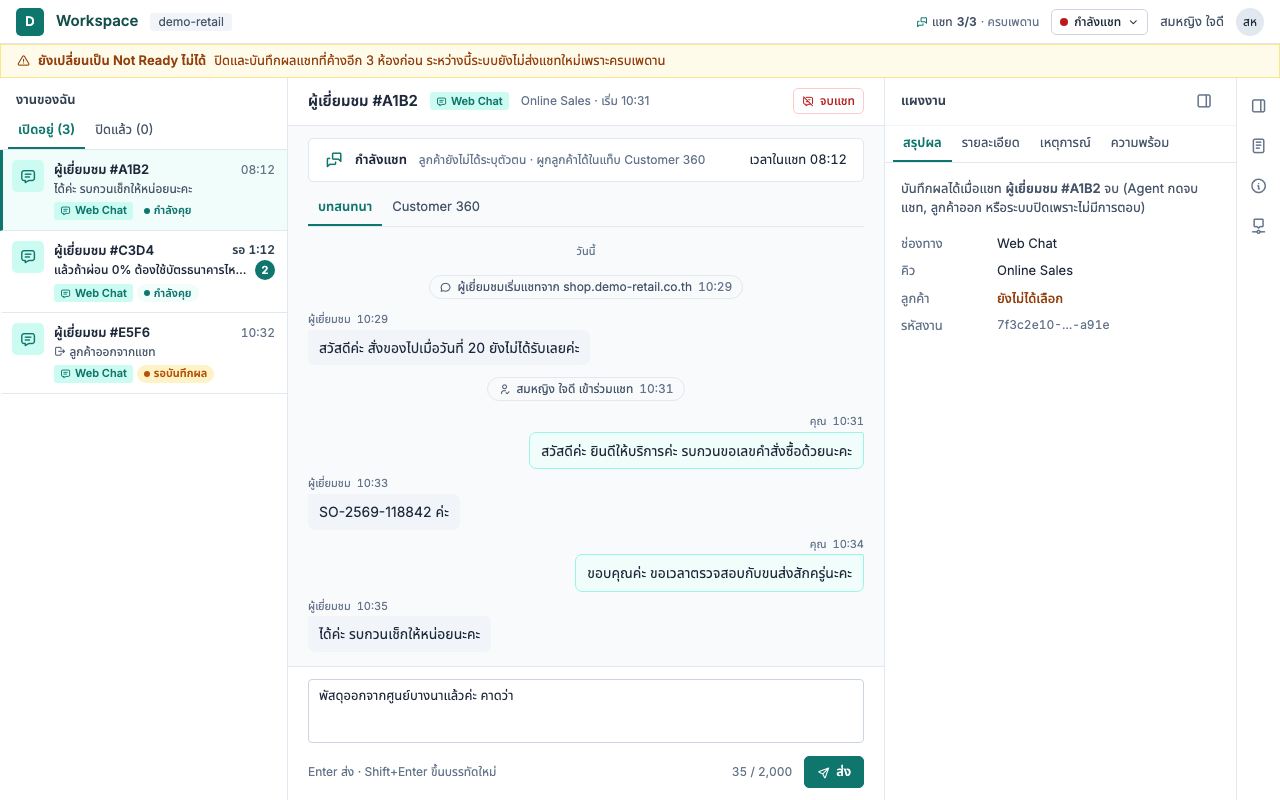 D Workspace demo-retail แชท 3/3 · ครบเพดาน กำลังแชท สมหญิง ใจดี สห
ยังเปลี่ยนเป็น Not Ready ไม่ได้ ปิดและบันทึกผลแชทที่ค้างอีก 3 ห้องก่อน ระหว่างนี้ระบบยังไม่ส่งแชทใหม่เพราะครบเพดาน
งานของฉัน
เปิดอยู่ (3) ปิดแล้ว (0)
ผู้เยี่ยมชม #A1B2 08:12
ได้ค่ะ รบกวนเช็กให้หน่อยนะคะ
Web Chat กำลังคุย
ผู้เยี่ยมชม #C3D4 รอ 1:12
แล้วถ้าผ่อน 0% ต้องใช้บัตรธนาคารไห... 2
Web Chat กำลังคุย
ผู้เยี่ยมชม #E5F6 10:32
ลูกค้าออกจากแชท
Web Chat รอบันทึกผล
ผู้เยี่ยมชม #A1B2 Web Chat Online Sales · เริ่ม 10:31 จบแชท
กำลังแชท ลูกค้ายังไม่ได้ระบุตัวตน · ผูกลูกค้าได้ในแท็บ Customer 360 เวลาในแชท 08:12
บทสนทนา Customer 360
วันนี้
ผู้เยี่ยมชมเริ่มแชทจาก shop.demo-retail.co.th 10:29
ผู้เยี่ยมชม 10:29
สวัสดีค่ะ สั่งของไปเมื่อวันที่ 20 ยังไม่ได้รับเลยค่ะ
สมหญิง ใจดี เข้าร่วมแชท 10:31
คุณ 10:31
สวัสดีค่ะ ยินดีให้บริการค่ะ รบกวนขอเลขคำสั่งซื้อด้วยนะคะ
ผู้เยี่ยมชม 10:33
SO-2569-118842 ค่ะ
คุณ 10:34
ขอบคุณค่ะ ขอเวลาตรวจสอบกับขนส่งสักครู่นะคะ
ผู้เยี่ยมชม 10:35
ได้ค่ะ รบกวนเช็กให้หน่อยนะคะ
พัสดุออกจากศูนย์บางนาแล้วค่ะ คาดว่า
Enter ส่ง · Shift+Enter ขึ้นบรรทัดใหม่ 35 / 2,000 ส่ง
แผงงาน
สรุปผล รายละเอียด เหตุการณ์ ความพร้อม
บันทึกผลได้เมื่อแชท ผู้เยี่ยมชม #A1B2 จบ (Agent กดจบ
แชท, ลูกค้าออก หรือระบบปิดเพราะไม่มีการตอบ)
ช่องทาง Web Chat
คิว Online Sales
ลูกค้า ยังไม่ได้เลือก
รหัสงาน 7f3c2e10-…-a91e